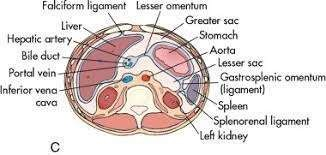 Falciform ligament
Lesser omentum
Liver
Greater sac
Hepatic artery
Stomach
Bile duct
Aorta
Portal vein
Lesser sac
Inferior vena
cava
Gastrosplenic omentum
(ligament)
Spleen
Splenorenal ligament
Left kidney
C